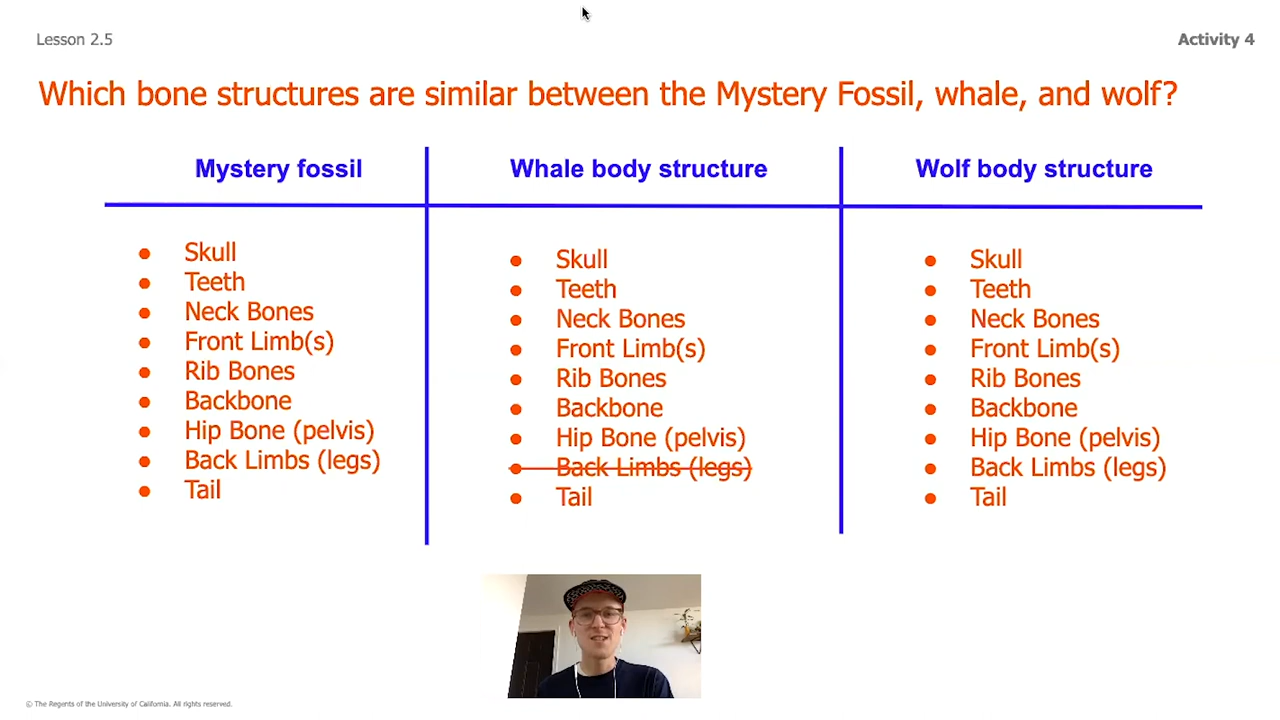 Lesson 2.5
Activity 4
Which bone structures are similar between the Mystery Fossil, whale, and wolf?
Mystery fossil
Skull
Teeth
Neck Bones
Front Limb(s)
Rib Bones
Backbone
Hip Bone (pelvis)
Back Limbs (legs)
Tail
Whale body structure
Skull
Teeth
Neck Bones
Front Limb(s)
Rib Bones
Backbone
Hip Bone (pelvis)
Back Limbs (legs)
Tail
Wolf body structure
Skull
Teeth
Neck Bones
Front Limb(s)
Rib Bones
Backbone
Hip Bone (pelvis)
Back Limbs (legs)
Tail
© The Regents of the University of California. All rights reserved.